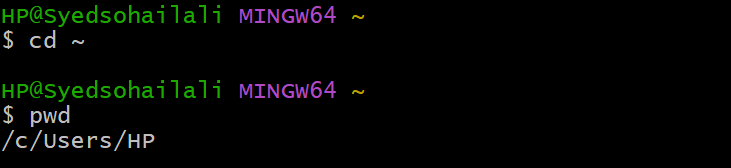 HP@Syedsohailali MINGW64 ~
$ cd ~
HP@Syedsohailali MINGW64 ~
$ pwd
/c/Users/HP